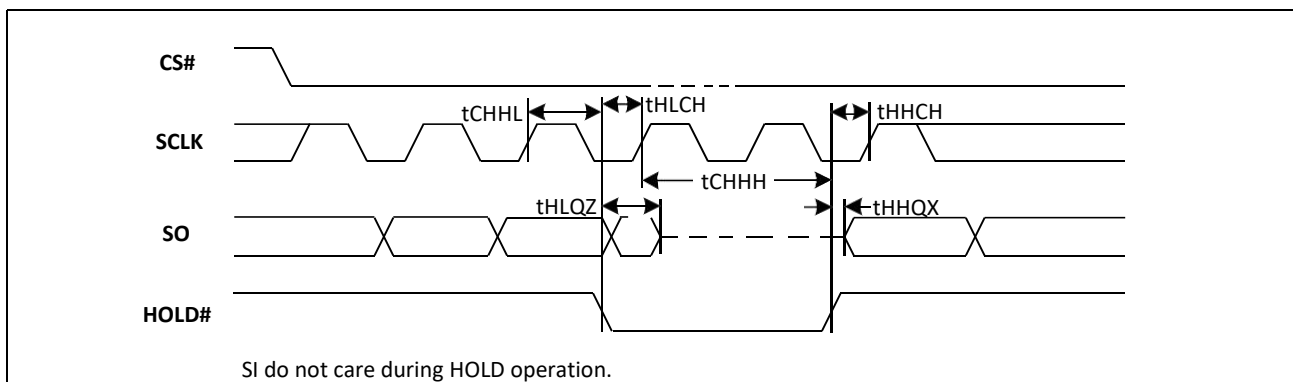 CS#
tCHHL
tHLCH
tHHCH
SCLK
tCHHH
tHLQZ
tHHQX
SO
HOLD#
SI do not care during HOLD operation.